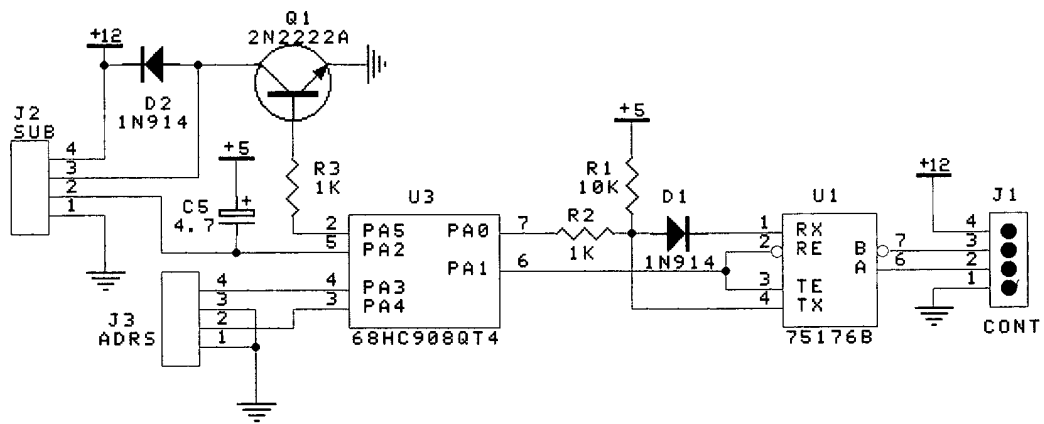 Q1
2N2222A
+12
D2
1N914
J2
SUB
4
3
2
1
+5
C5
4.7
+
R3
1K
U3
2
PA5
5
PA2
4
PA3
3
PA4
PA0
7
PA1
6
68HC908QT4
J3
ADRS
4
3
2
1
+5
R1
10K
R2
1K
D1
1N914
U1
1
RX
2
RE
3
TE
4
TX
B
7
A
6
75176B
+12
J1
4
3
2
1
CONT